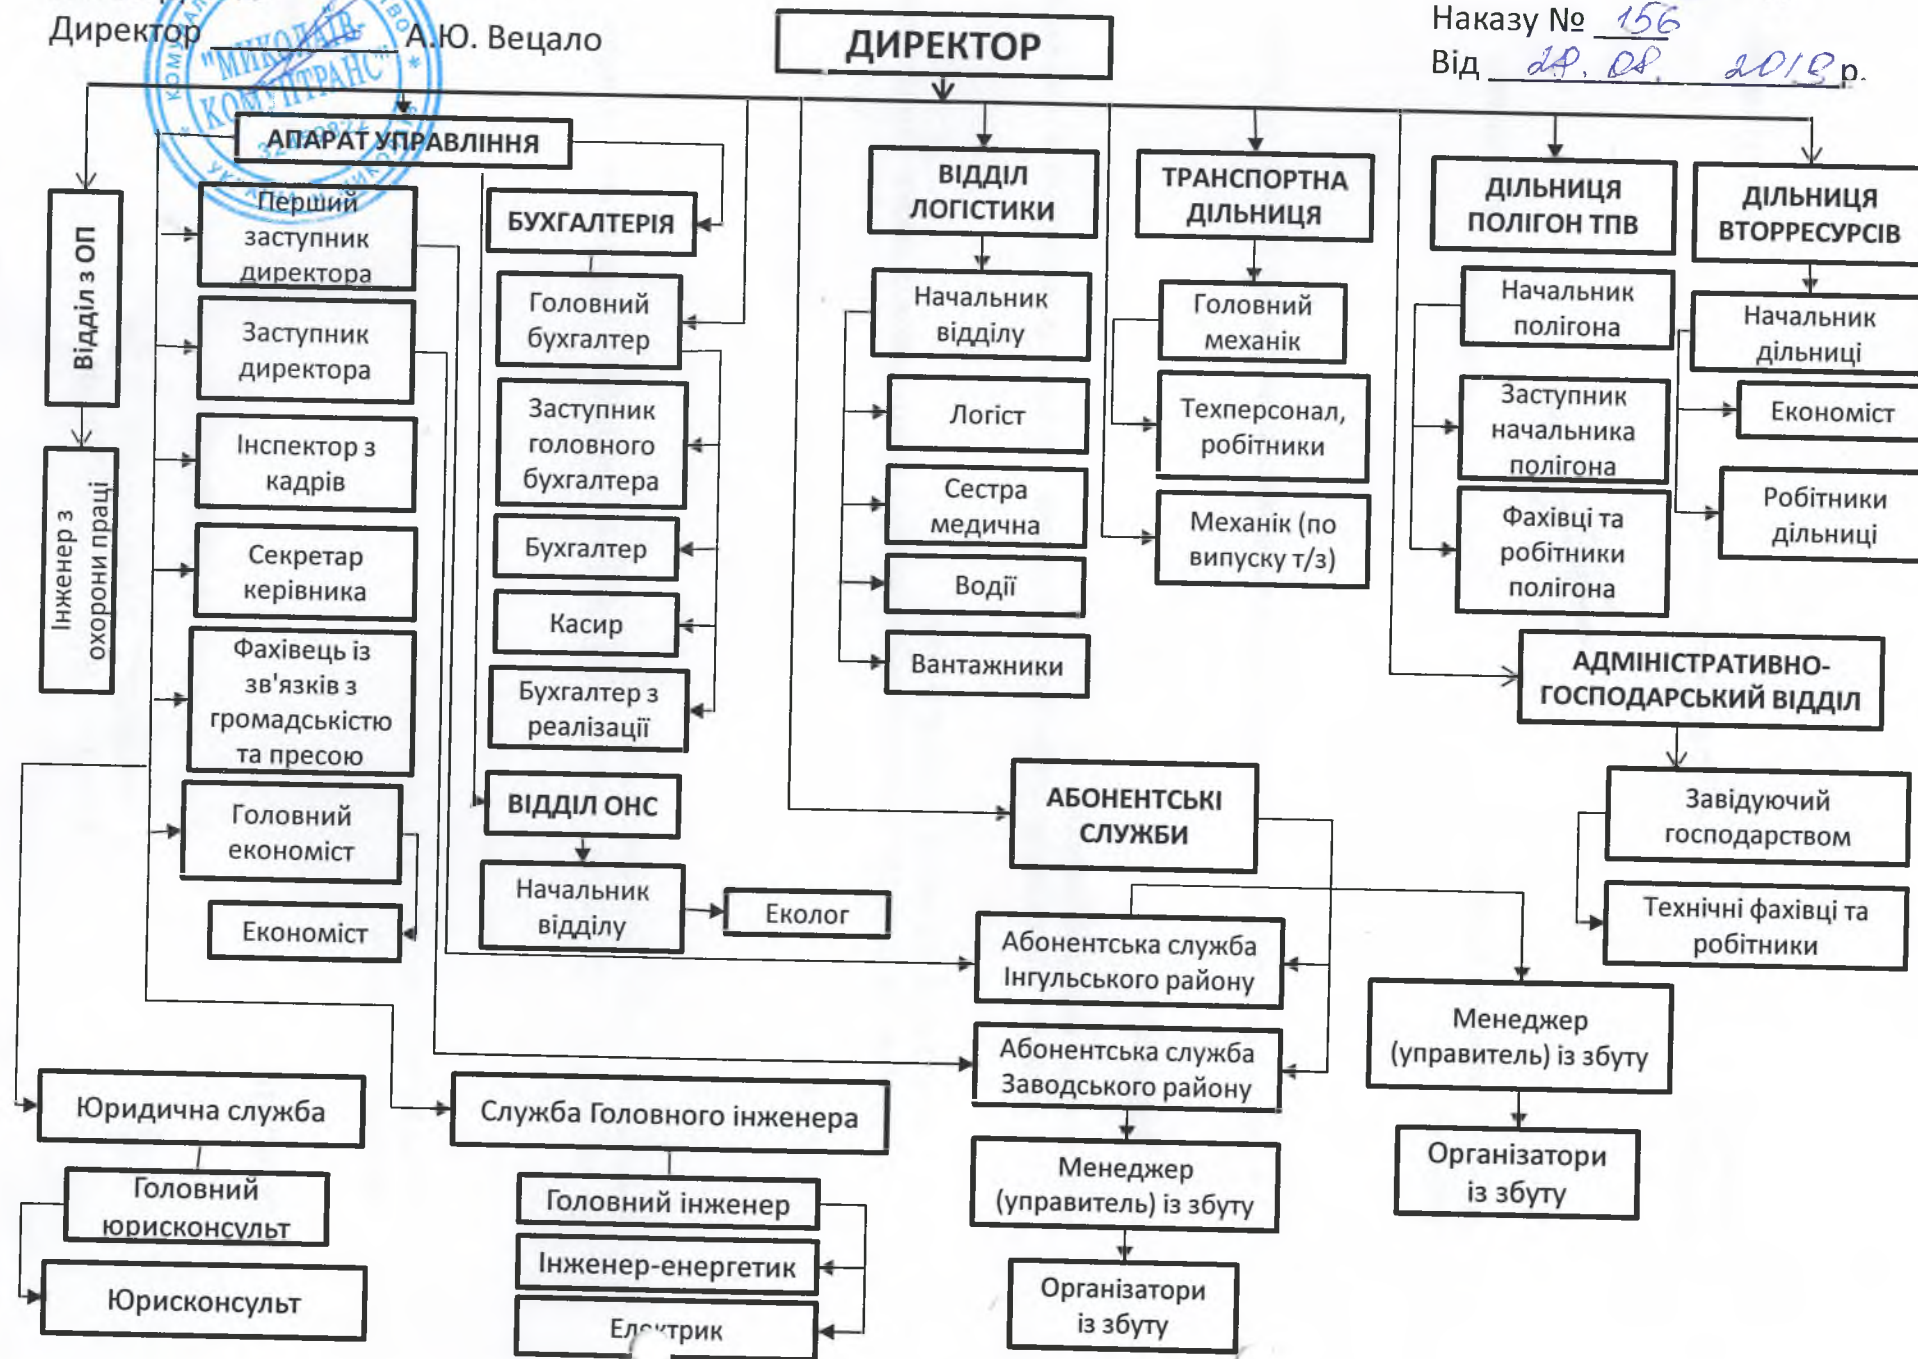 Директор А.Ю. Вецало
"МИКОЛАЇВ-
КОМУНТРАНС"
Наказу № 156
Від р.
ДИРЕКТОР
АПАРАТ УПРАВЛІННЯ
Відділ з ОП
Інженер з
охорони праці
Перший
заступник
директора
Заступник
директора
Інспектор з
кадрів
Секретар
керівника
Фахівець із
зв'язків з
громадськістю
та пресою
Головний
економіст
Економіст
БУХГАЛТЕРІЯ
Головний
бухгалтер
Заступник
головного
бухгалтера
Бухгалтер
Касир
Бухгалтер з
реалізації
ВІДДІЛ ОНС
Начальник
відділу
Еколог
ВІДДІЛ
ЛОГІСТИКИ
Начальник
відділу
Логіст
Сестра
медична
Водії
Вантажники
ТРАНСПОРТНА
ДІЛЬНИЦЯ
Головний
механік
Техперсонал,
робітники
Механік (по
випуску т/з)
ДІЛЬНИЦЯ
ПОЛІГОН ТПВ
Начальник
полігона
Заступник
начальника
полігона
Фахівці та
робітники
полігона
ДІЛЬНИЦЯ
ВТОРРЕСУРСІВ
Начальник
дільниці
Економіст
Робітники
дільниці
АДМІНІСТРАТИВНО-
ГОСПОДАРСЬКИЙ ВІДДІЛ
Завідуючий
господарством
Технічні фахівці та
робітники
АБОНЕНТСЬКІ
СЛУЖБИ
Абонентська служба
Інгульського району
Абонентська служба
Заводського району
Менеджер
(управитель) із збуту
Організатори
із збуту
Менеджер
(управитель) із збуту
Організатори
із збуту
Юридична служба
Головний
юрисконсульт
Юрисконсульт
Служба Головного інженера
Головний інженер
Інженер-енергетик
Електрик